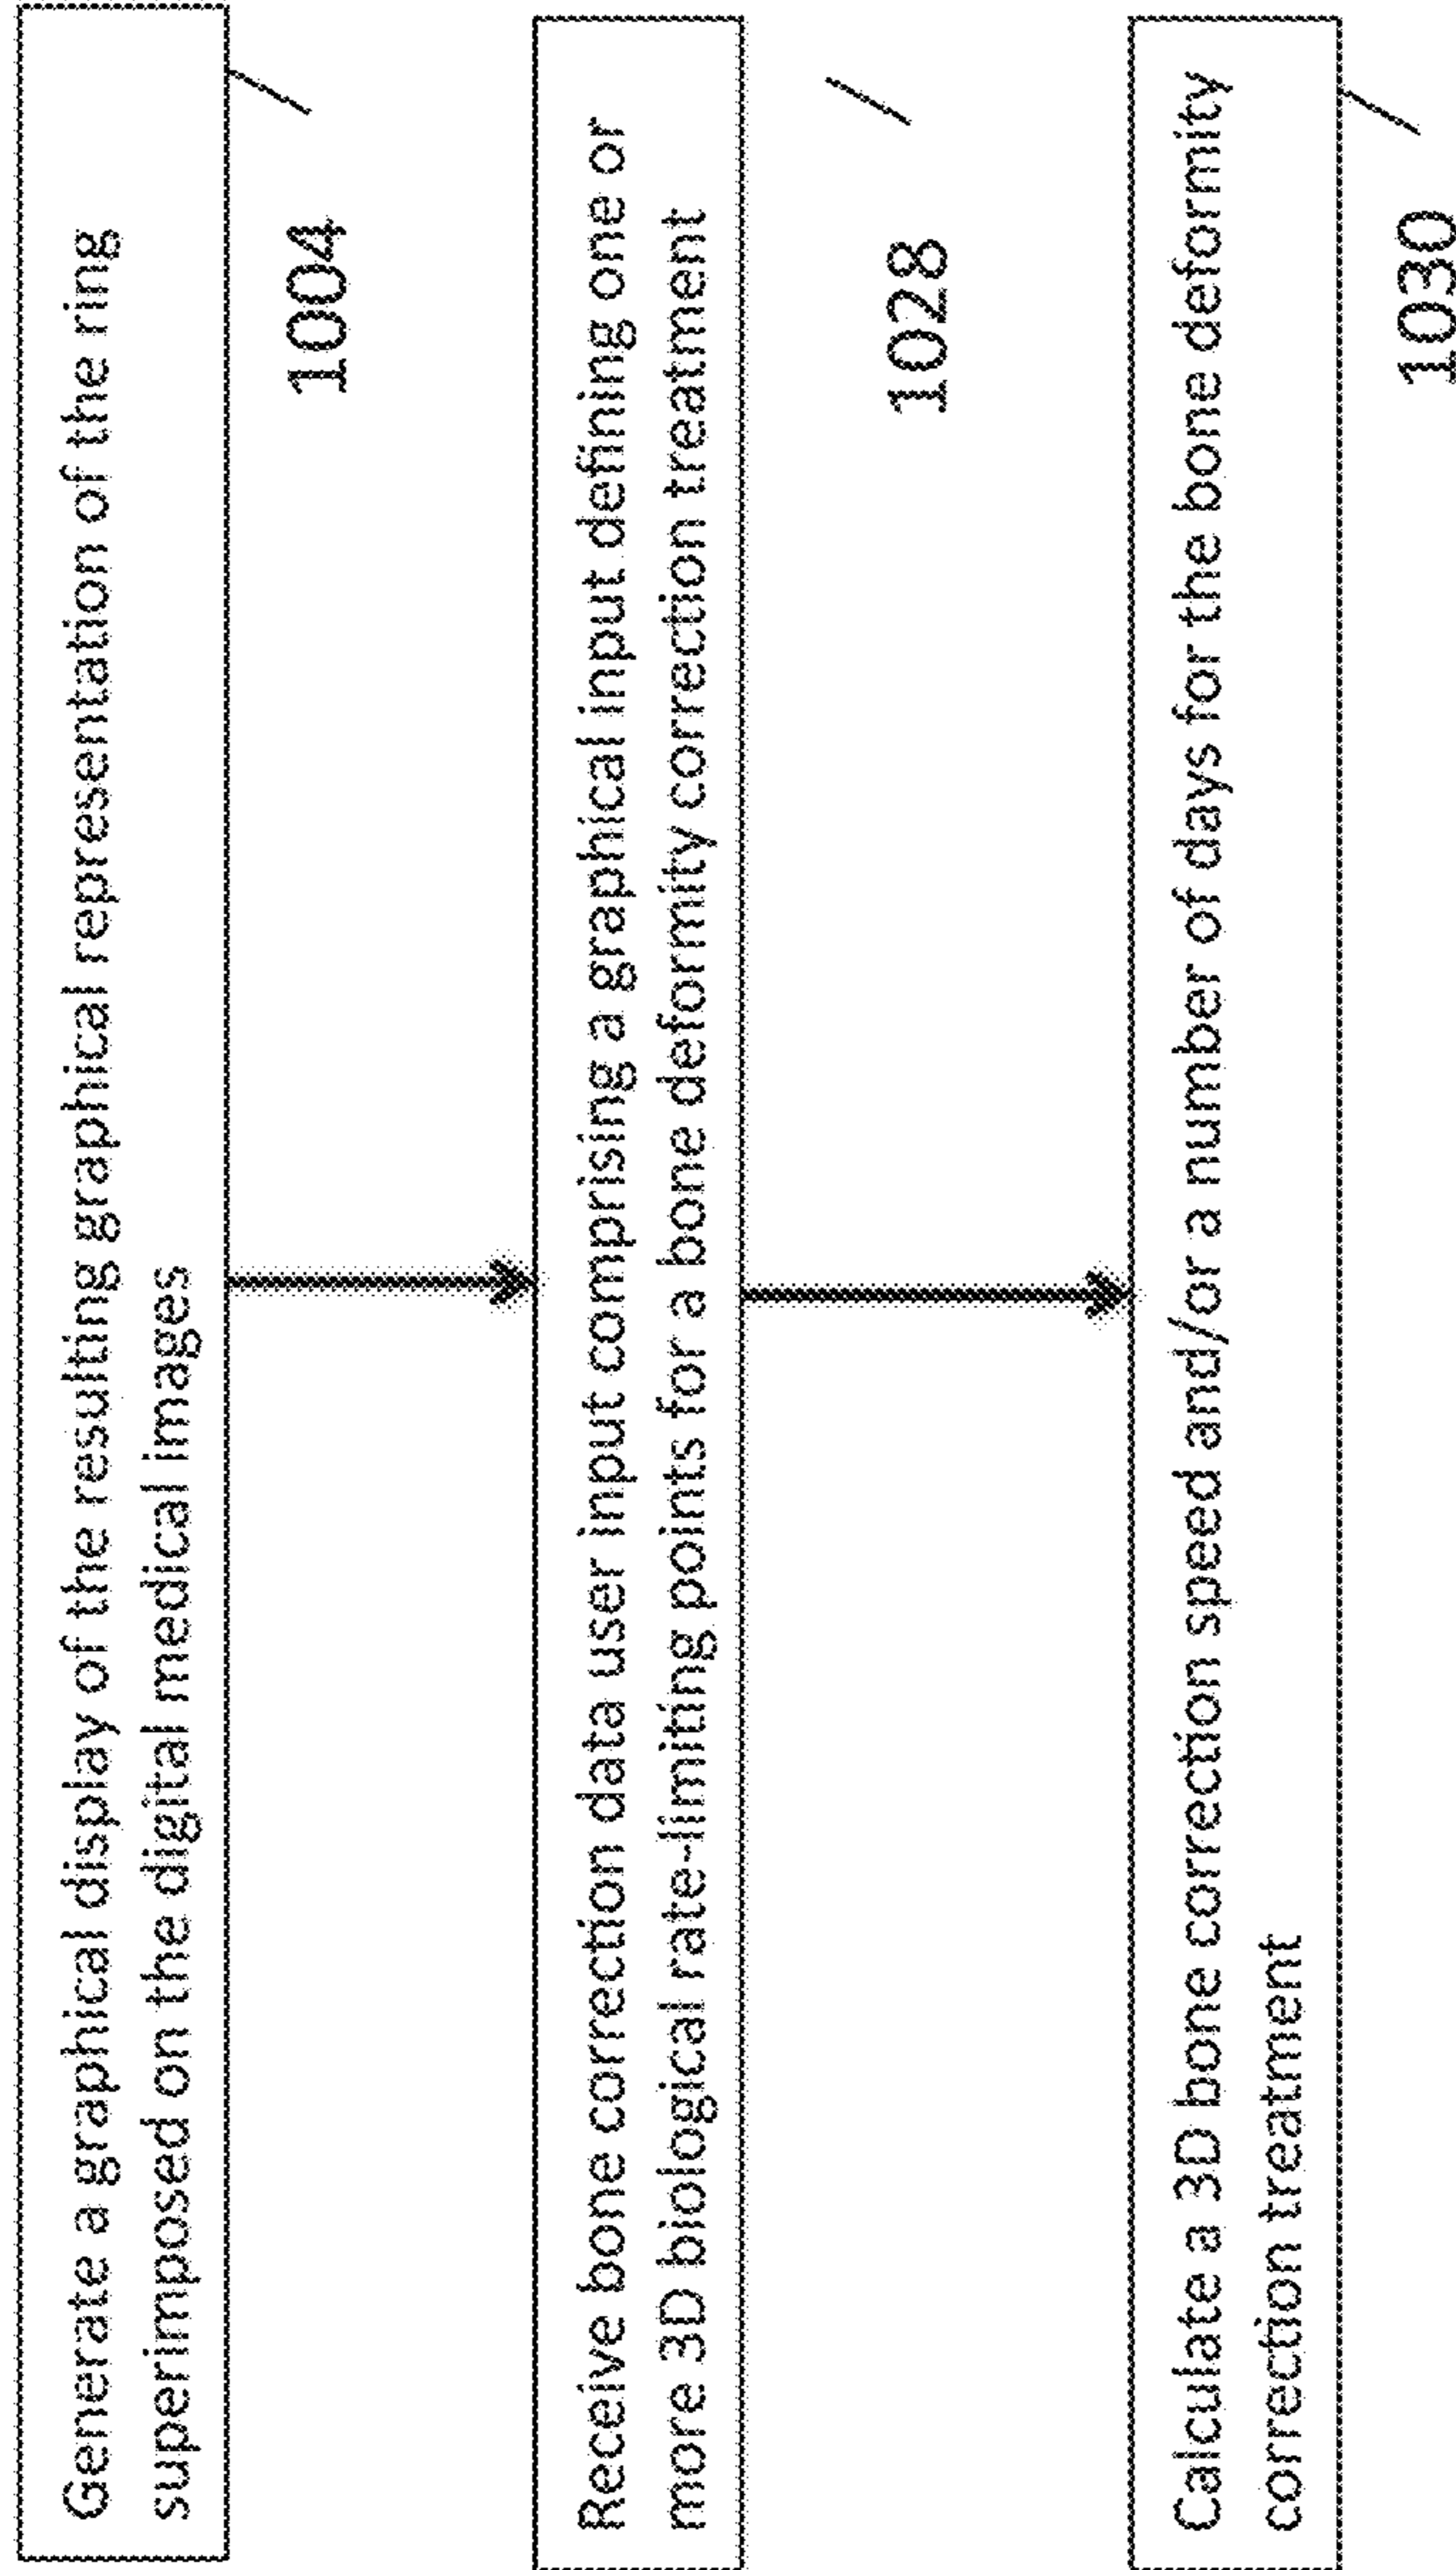 Generate a graphical display of the resulting graphical representation of the ring
superimposed on the digital medical images
1004
Receive bone correction data user input comprising a graphical input defining one or
more 3D biological rate-limiting points for a bone deformity correction treatment
1028
Calculate a 3D bone correction speed and/or a number of days for the bone deformity
correction treatment
1030